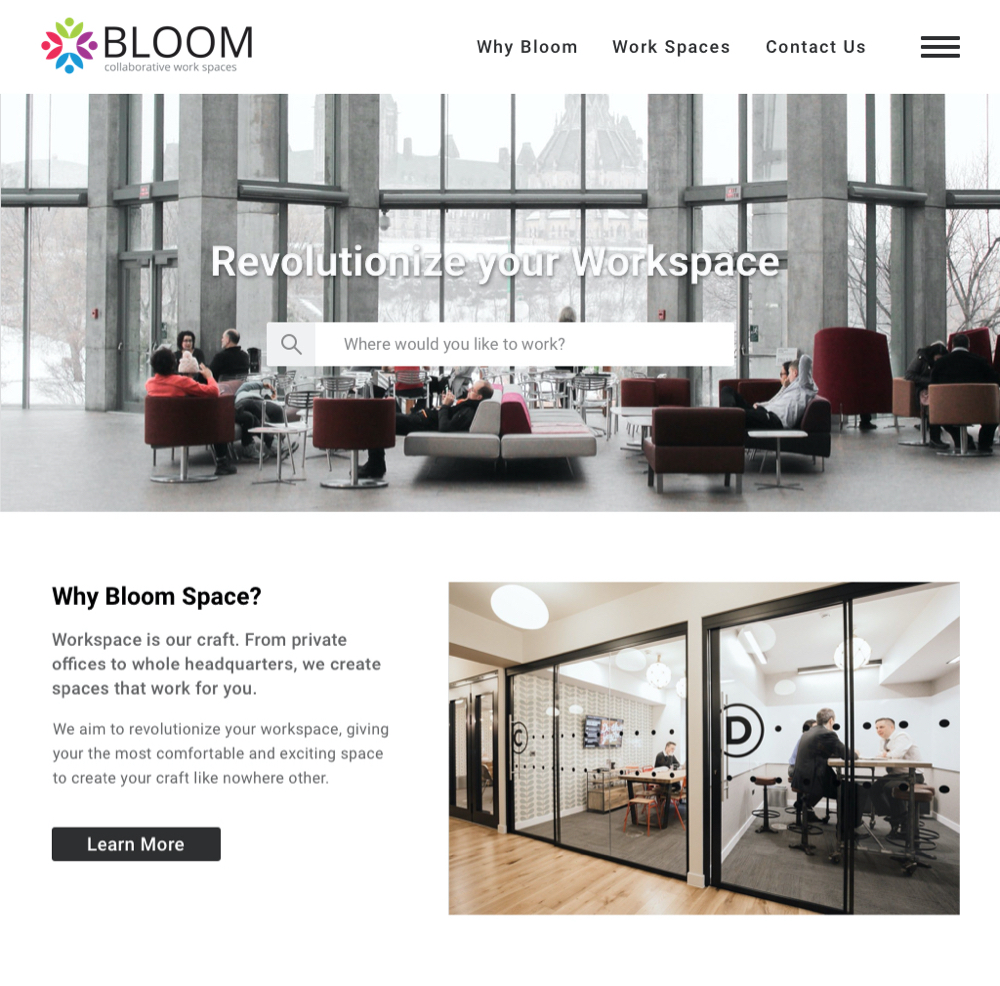 BLOOM
collaborative work spaces
Why Bloom
Work Spaces
Contact Us
Revolutionize your Workspace
Where would you like to work?
Why Bloom Space?
Workspace is our craft. From private
offices to whole headquarters, we create
spaces that work for you.
We aim to revolutionize your workspace, giving
your the most comfortable and exciting space
to create your craft like nowhere other.
Learn More
C
D